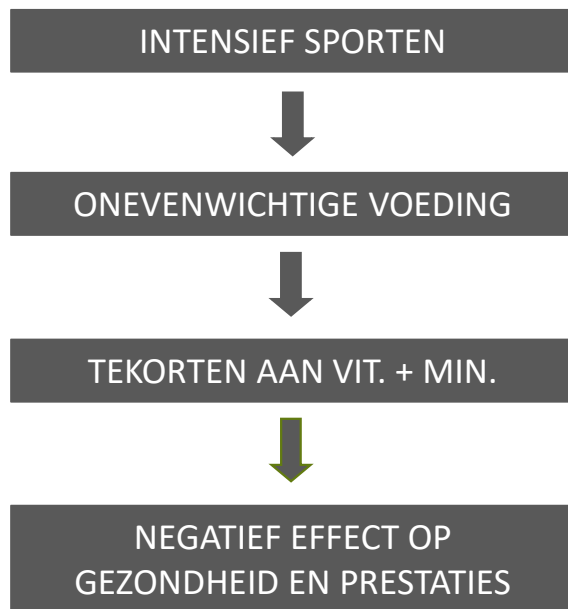 INTENSIEF SPORTEN
ONEVENWICHTIGE VOEDING
TEKORTEN AAN VIT. + MIN.
NEGATIEF EFFECT OP
GEZONDHEID EN PRESTATIES